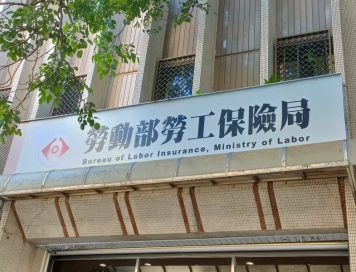 勞動部勞工保險局
Bureau of Labor Insurance, Ministry of Labor